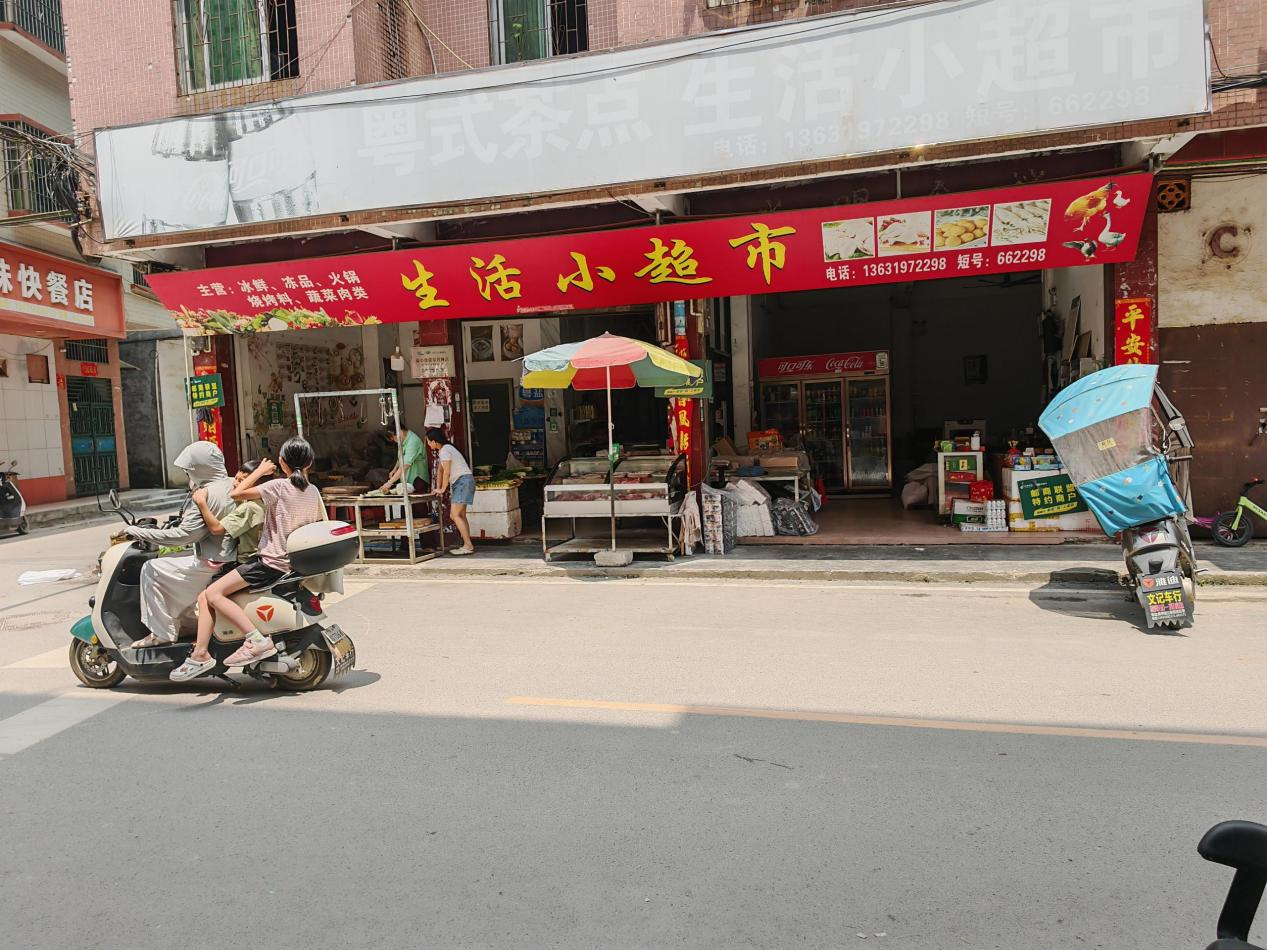 粤式茶点 生活小超市
电话：13631972298 短号：662298
主营：冰鲜、冻品、火锅
烧烤料、蔬菜肉类
生活小超市
电话：13631972298 短号：662298
味快餐店
可口可乐 Coca-Cola
平安
邮商联盟
特约商户
雅迪
文记车行
C